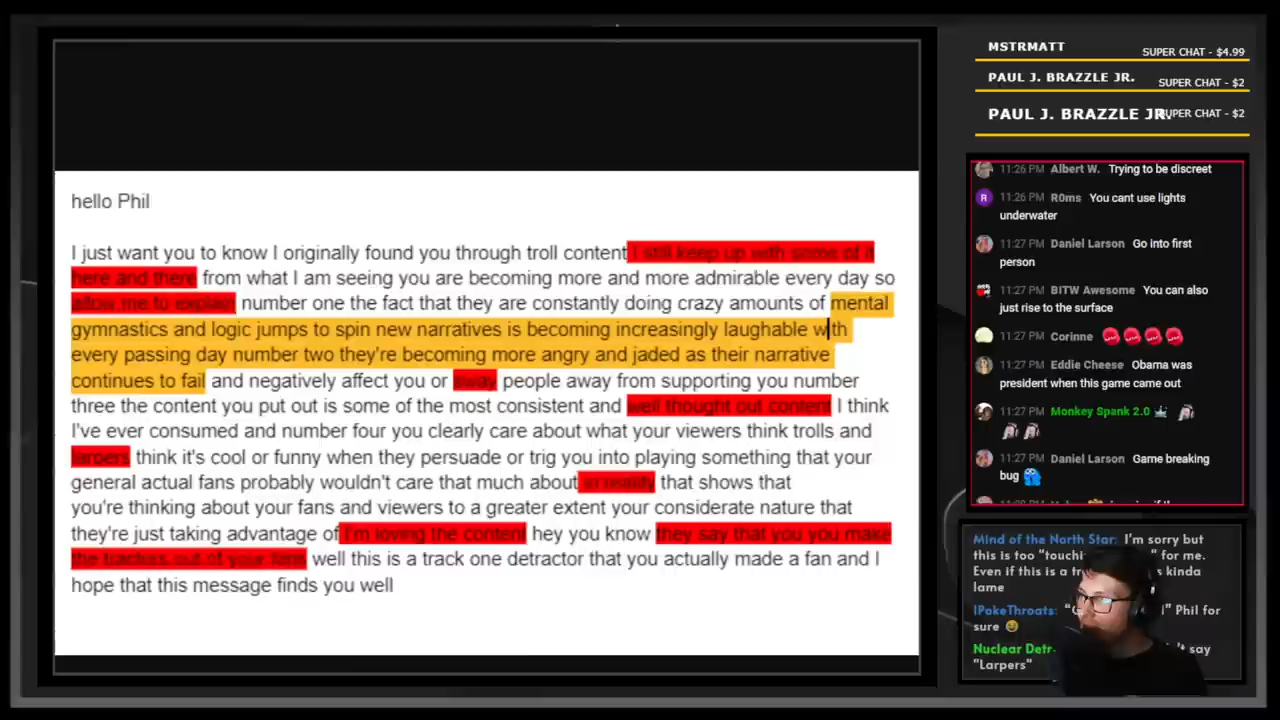 MSTRMATT
SUPER CHAT - $4.99
PAUL J. BRAZZLE JR.
SUPER CHAT - $2
PAUL J. BRAZZLE JR.
SUPER CHAT - $2
hello Phil
I just want you to know I originally found you through troll content I still keep up with some of it
here and there from what I am seeing you are becoming more and more admirable every day so
allow me to explain number one the fact that they are constantly doing crazy amounts of mental
gymnastics and logic jumps to spin new narratives is becoming increasingly laughable with
every passing day number two they're becoming more angry and jaded as their narrative
continues to fail and negatively affect you or sway people away from supporting you number
three the content you put out is some of the most consistent and well thought out content I think
I've ever consumed and number four you clearly care about what your viewers think trolls and
larpers think it's cool or funny when they persuade or trig you into playing something that your
general actual fans probably wouldn't care that much about in reality that shows that
you're thinking about your fans and viewers to a greater extent your considerate nature that
they're just taking advantage of I'm loving the content hey you know they say that you you make
the trackers out of your fans well this is a track one detractor that you actually made a fan and I
hope that this message finds you well
11:26 PM Albert W. Trying to be discreet
R
11:26 PM R0ms You cant use lights
underwater
11:27 PM Daniel Larson Go into first
person
11:27 PM BITW Awesome You can also
just rise to the surface
11:27 PM Corinne
11:27 PM Eddie Cheese Obama was
president when this game came out
11:27 PM Monkey Spank 2.0
11:27 PM Daniel Larson Game breaking
bug
Mind of the North Star: I'm sorry but
this is too "touchi for me.
Even if this is a tr s kinda
lame
IPokeThroats: Phil for
sure
Nuclear Detr t say
"Larpers"